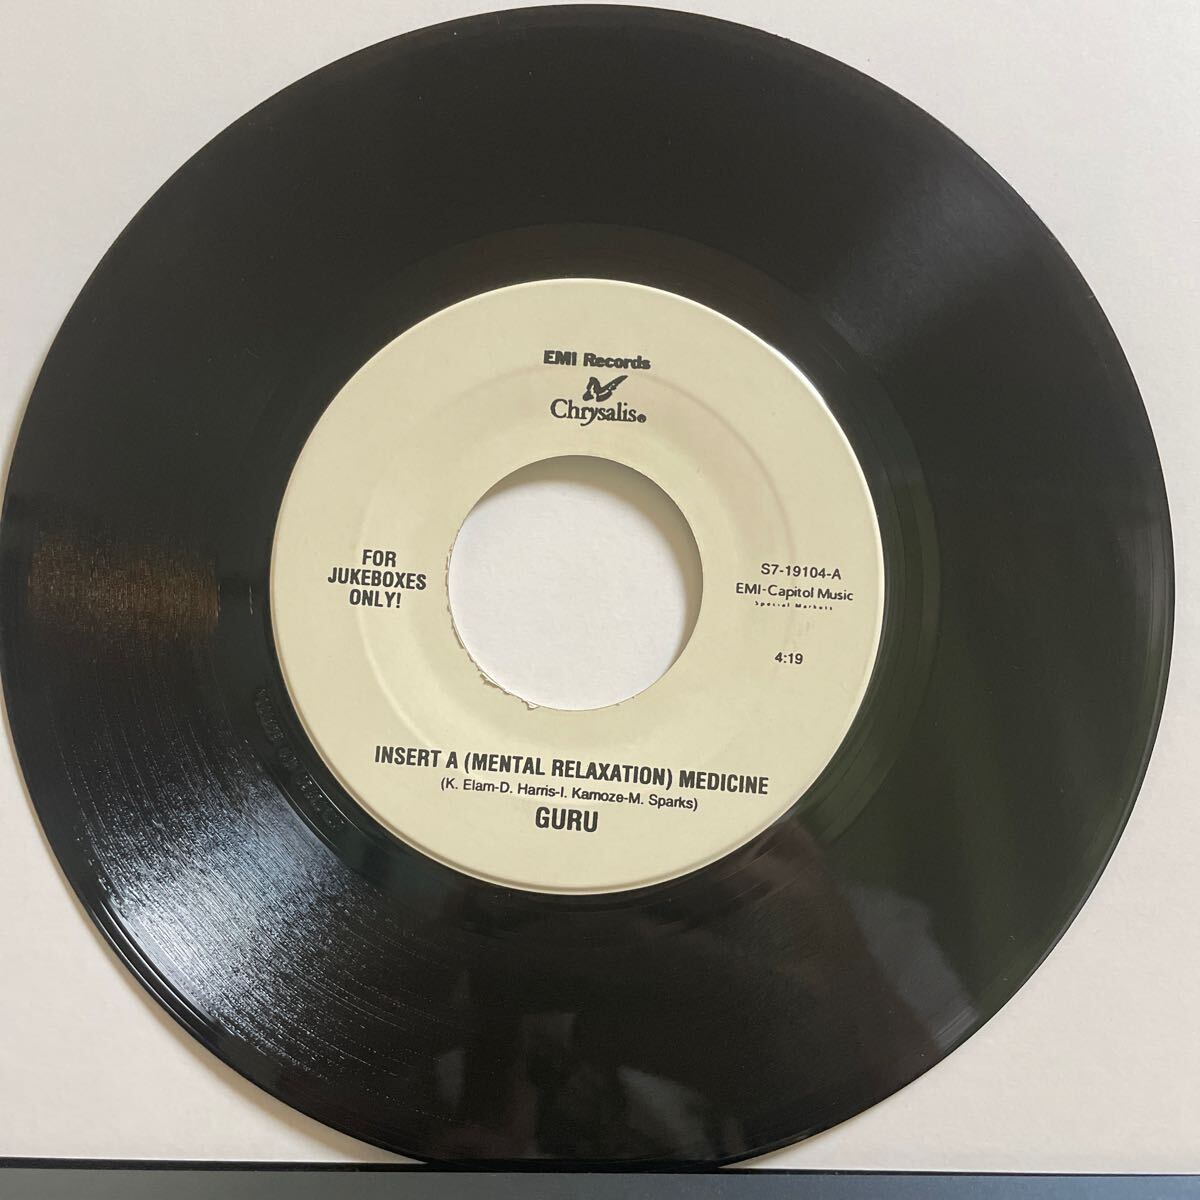 EMI Records
Chrysalis®
FOR
JUKEBOXES
ONLY!
S7-19104-A
EMI-Capitol Music
Special Markets
4:19
INSERT A (MENTAL RELAXATION) MEDICINE
(K. Elam-D. Harris-I. Kamoze-M. Sparks)
GURU